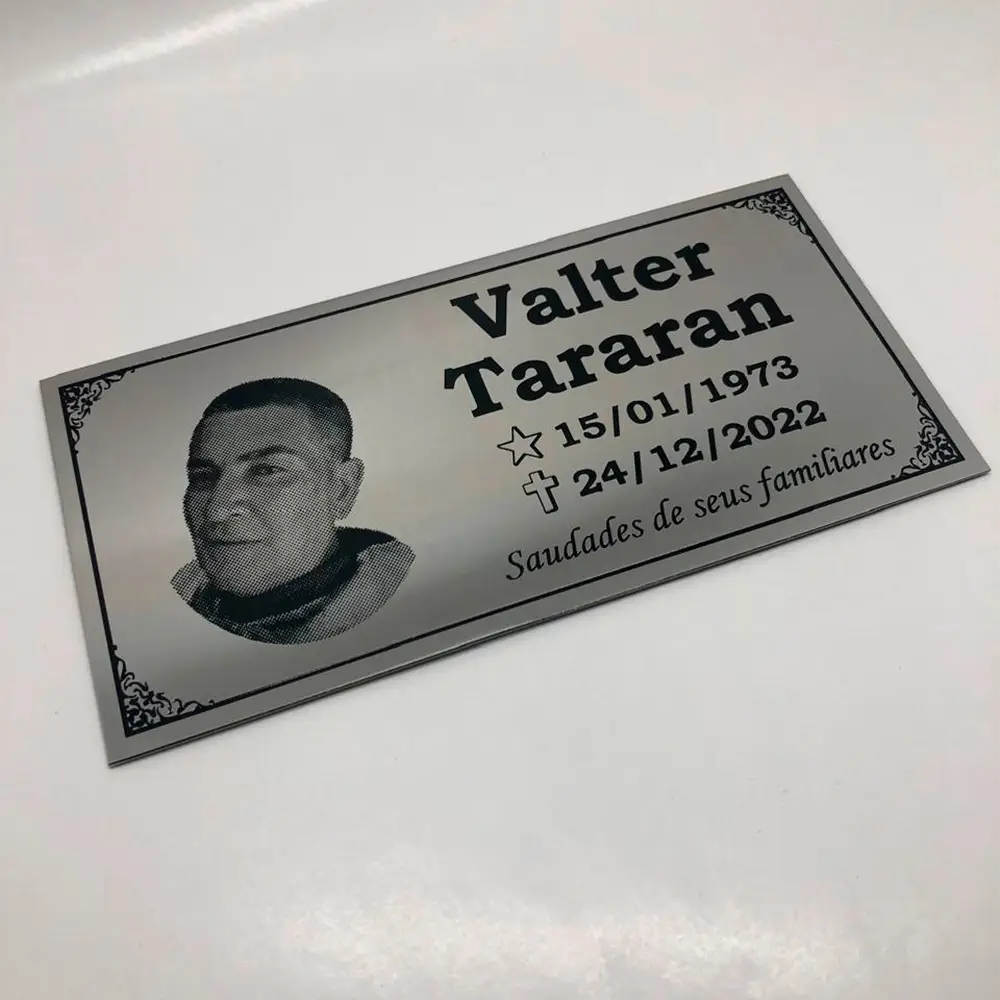 Valter
Tararan
15/01/1973
24/12/2022
Saudades de seus familiares